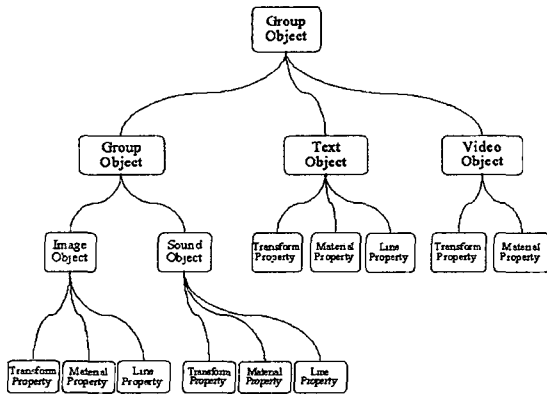 Group
Object
Group
Object
Text
Object
Video
Object
Image
Object
Sound
Object
Transform
Property
Material
Property
Line
Property
Transform
Property
Material
Property
Transform
Property
Material
Property
Line
Property
Transform
Property
Material
Property
Line
Property